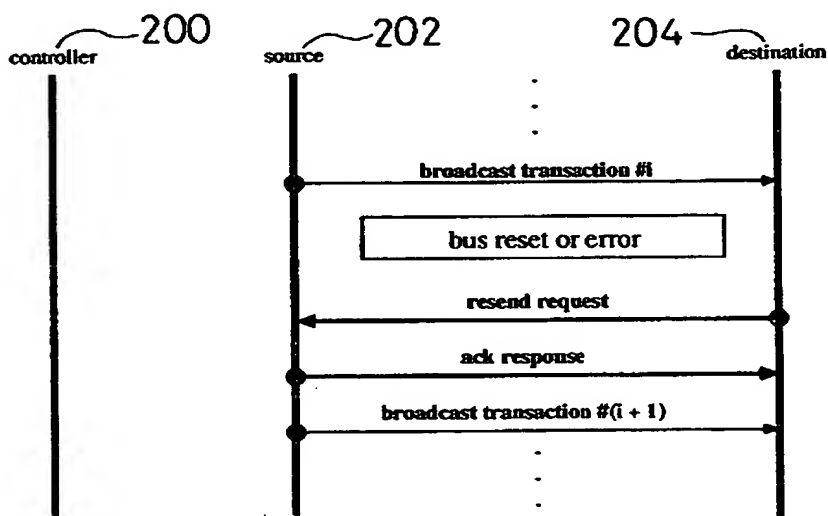 200 202 204
controller source destination
broadcast transaction #i
bus reset or error
resend request
ack response
broadcast transaction #(i + 1)